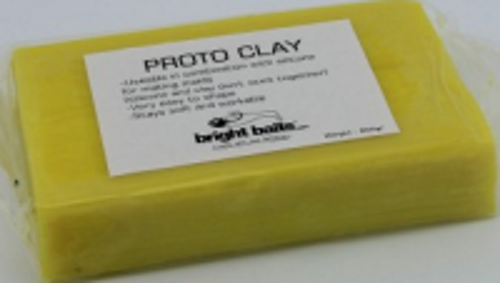 PROTO CLAY
-Useable in combination with silicone
for making molds
(silicone and clay don't stick together)
-Very easy to shape
-Stays soft and workable
bright baits